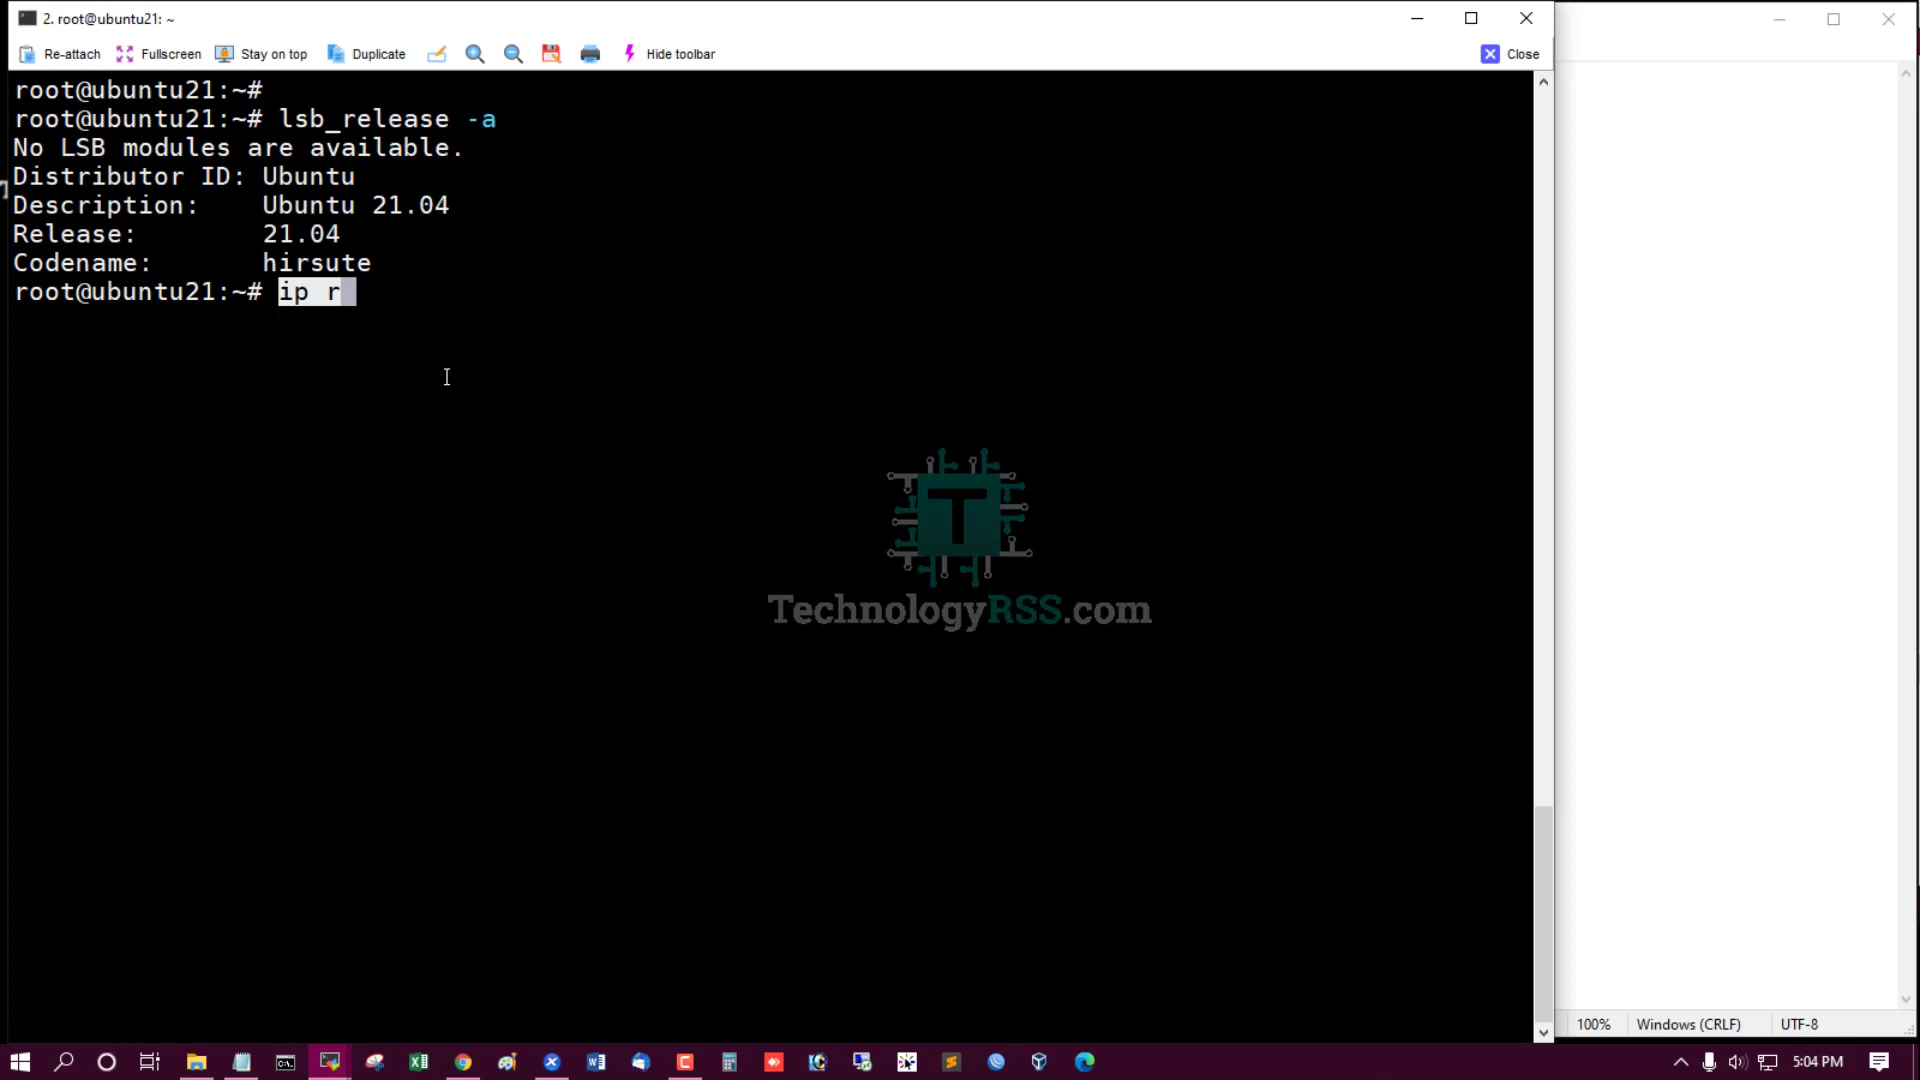 2. root@ubuntu21: ~
Re-attach Fullscreen Stay on top Duplicate Hide toolbar Close
root@ubuntu21:~#
root@ubuntu21:~# lsb_release -a
No LSB modules are available.
Distributor ID: Ubuntu
Description: Ubuntu 21.04
Release: 21.04
Codename: hirsute
root@ubuntu21:~# ip r
T
TechnologyRSS.com
100% Windows (CRLF) UTF-8
5:04 PM